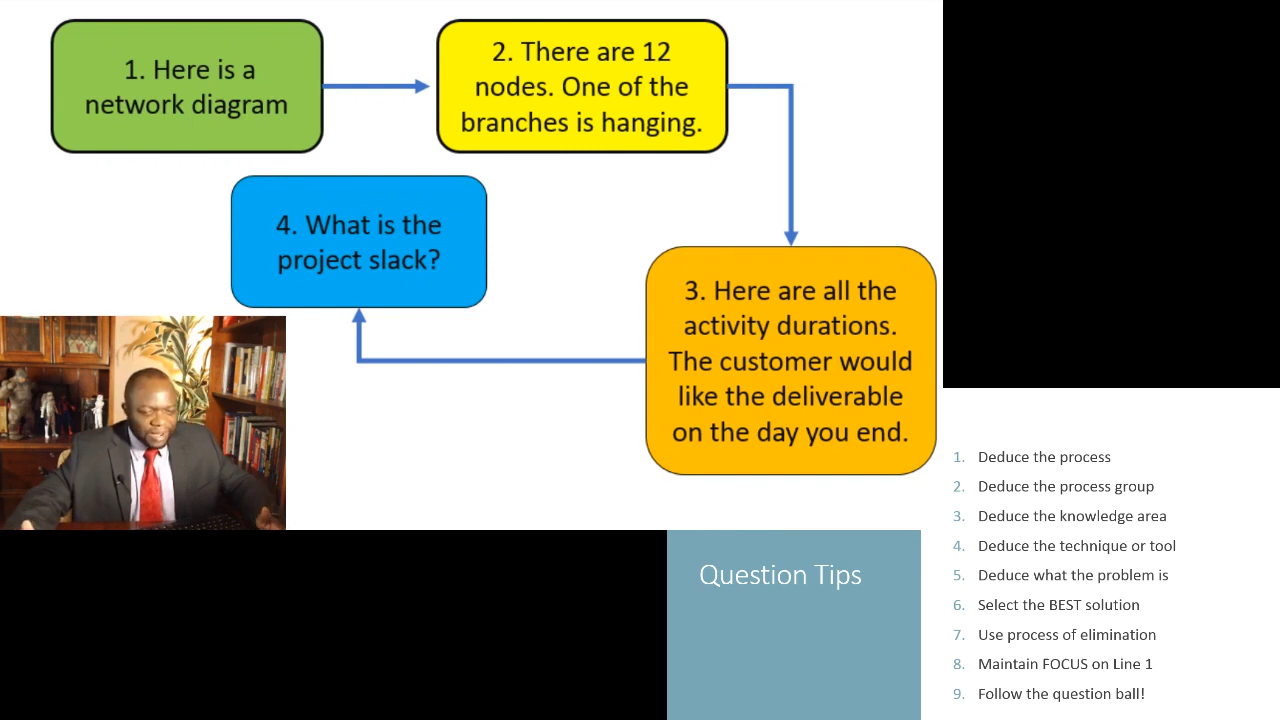 1. Here is a
network diagram
2. There are 12
nodes. One of the
branches is hanging.
3. Here are all the
activity durations.
The customer would
like the deliverable
on the day you end.
4. What is the
project slack?
Question Tips
1. Deduce the process
2. Deduce the process group
3. Deduce the knowledge area
4. Deduce the technique or tool
5. Deduce what the problem is
6. Select the BEST solution
7. Use process of elimination
8. Maintain FOCUS on Line 1
9. Follow the question ball!